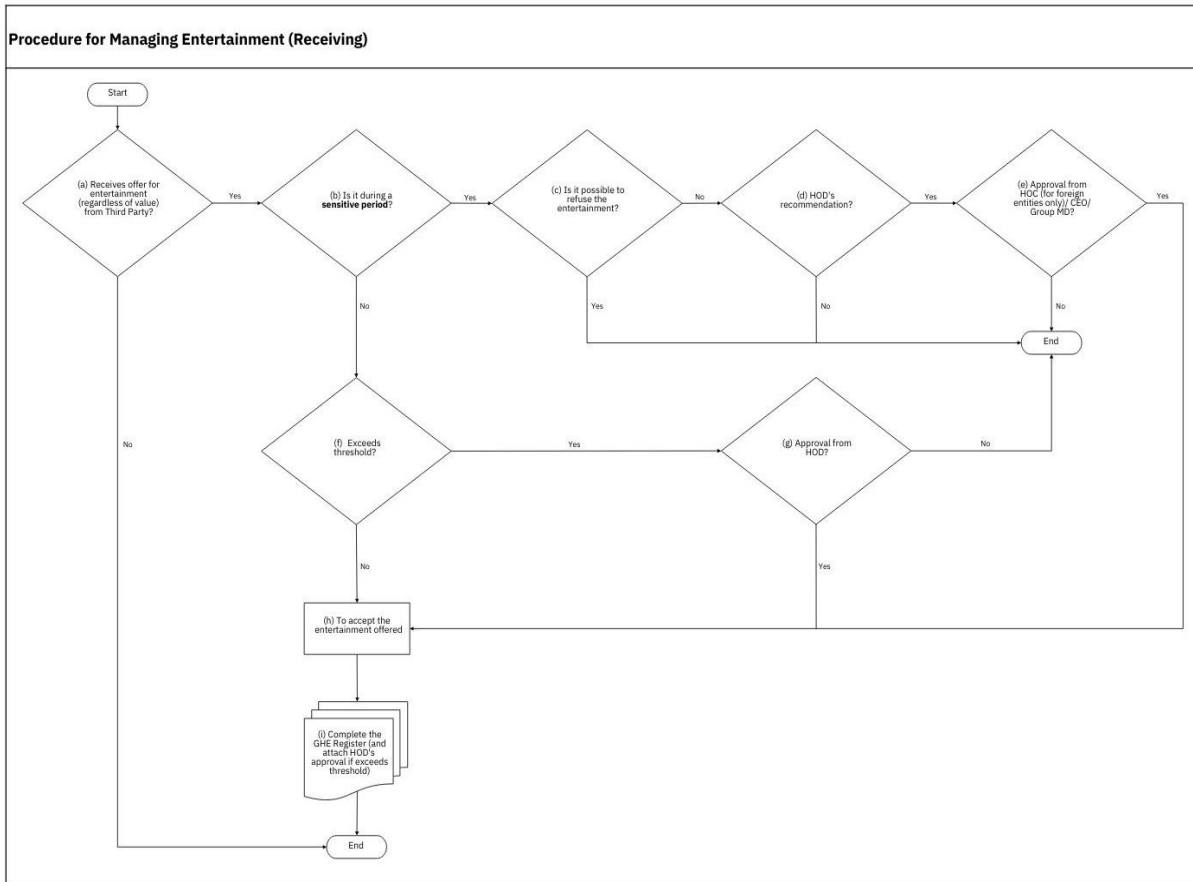 Procedure for Managing Entertainment (Receiving)
Start
(a) Receives offer for
entertainment
(regardless of value)
from Third Party?
Yes
(b) Is it during a
sensitive period?
Yes
(c) Is it possible to
refuse the
entertainment?
No
(d) HOD's
recommendation?
Yes
(e) Approval from
HOC (for foreign
entities only)/ CEO/
Group MD?
Yes
No
Yes
No
No
End
No
(f) Exceeds
threshold?
Yes
(g) Approval from
HOD?
No
No
Yes
(h) To accept the
entertainment offered
(i) Complete the
GHE Register (and
attach HOD's
approval if exceeds
threshold)
End